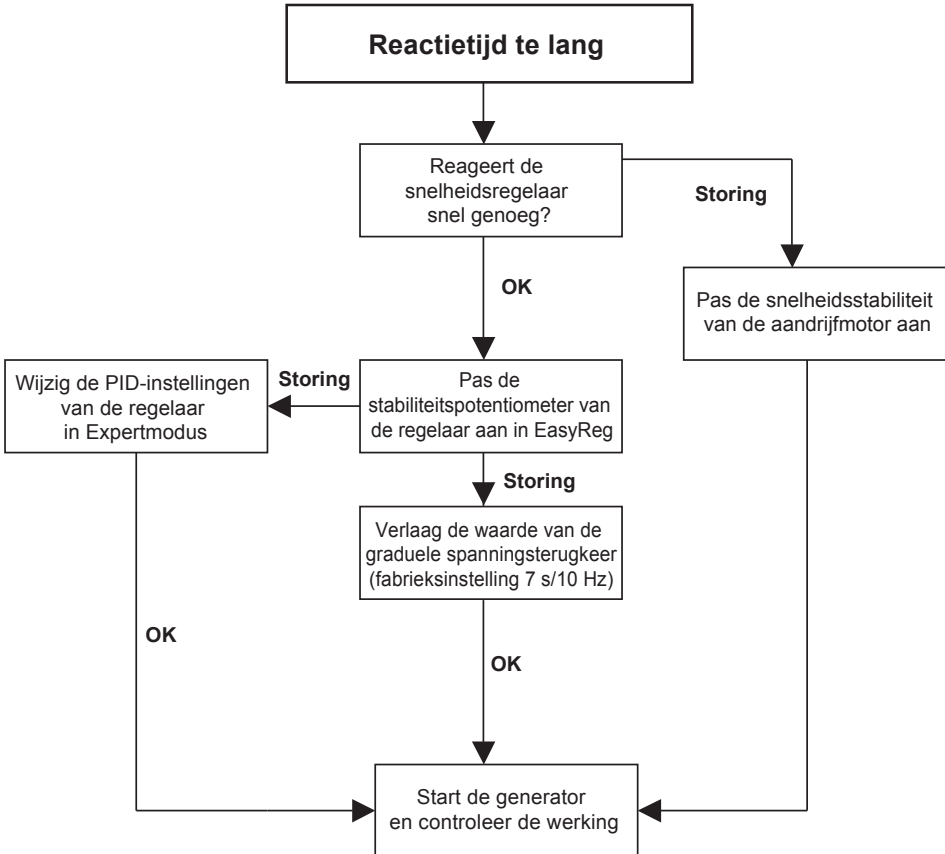 Reactietijd te lang
Reageert de
snelheidsregelaar
snel genoeg?
Storing
OK
Pas de snelheidsstabiliteit
van de aandrijfmotor aan
Wijzig de PID-instellingen
van de regelaar
in Expertmodus
Storing
Pas de
stabiliteitspotentiometer van
de regelaar aan in EasyReg
Storing
Verlaag de waarde van de
graduele spanningsterugkeer
(fabrieksinstelling 7 s/10 Hz)
OK
OK
Start de generator
en controleer de werking